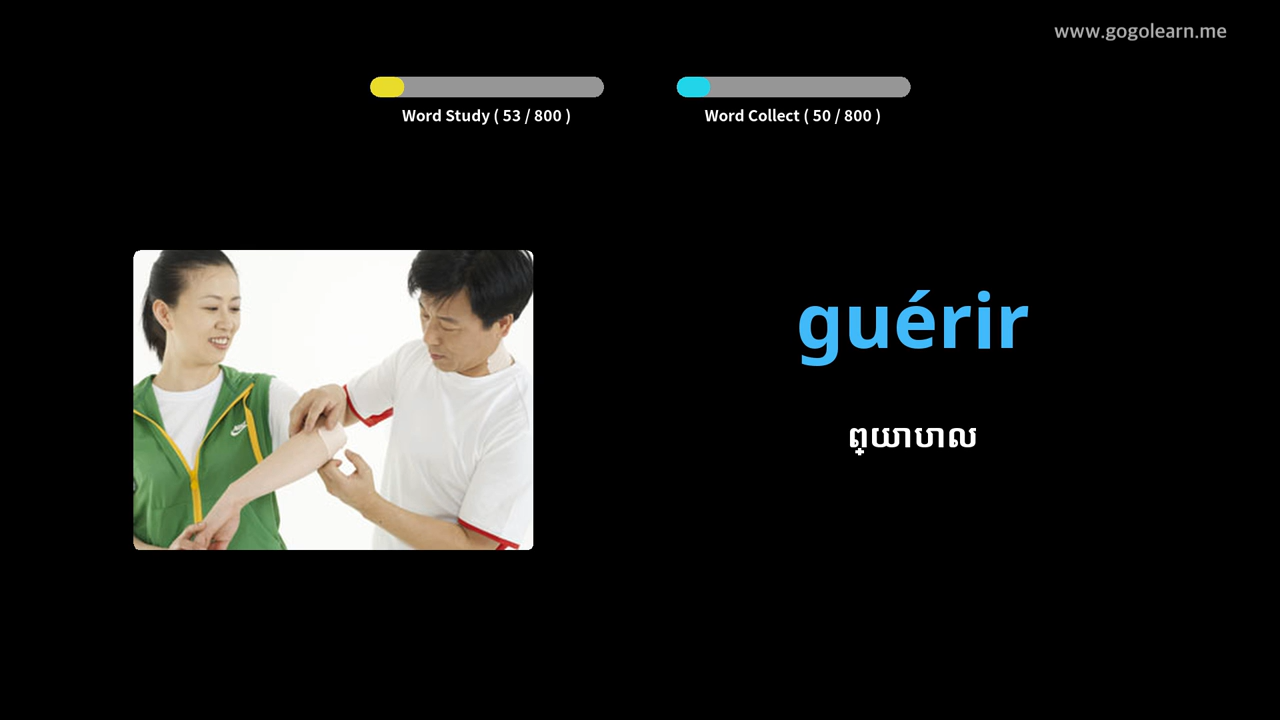 www.gogolearn.me
Word Study ( 53 / 800 )
Word Collect ( 50 / 800 )
guérir
ព្យាបាល